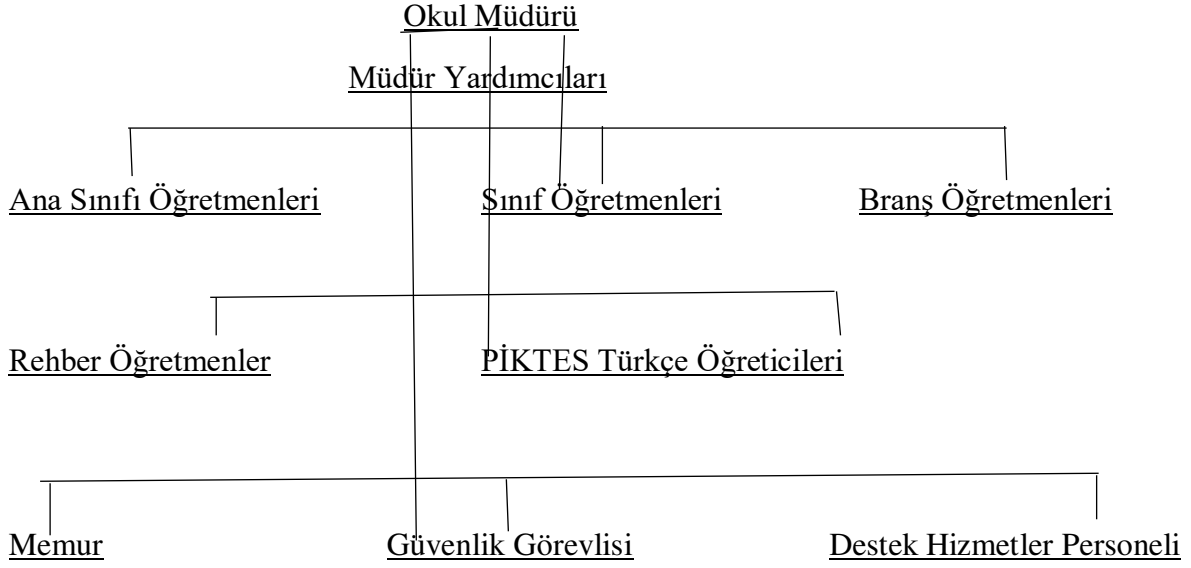 Okul Müdürü
Müdür Yardımcıları
Ana Sınıfı Öğretmenleri Sınıf Öğretmenleri Branş Öğretmenleri
Rehber Öğretmenler PİKTES Türkçe Öğreticileri
Memur Güvenlik Görevlisi Destek Hizmetler Personeli